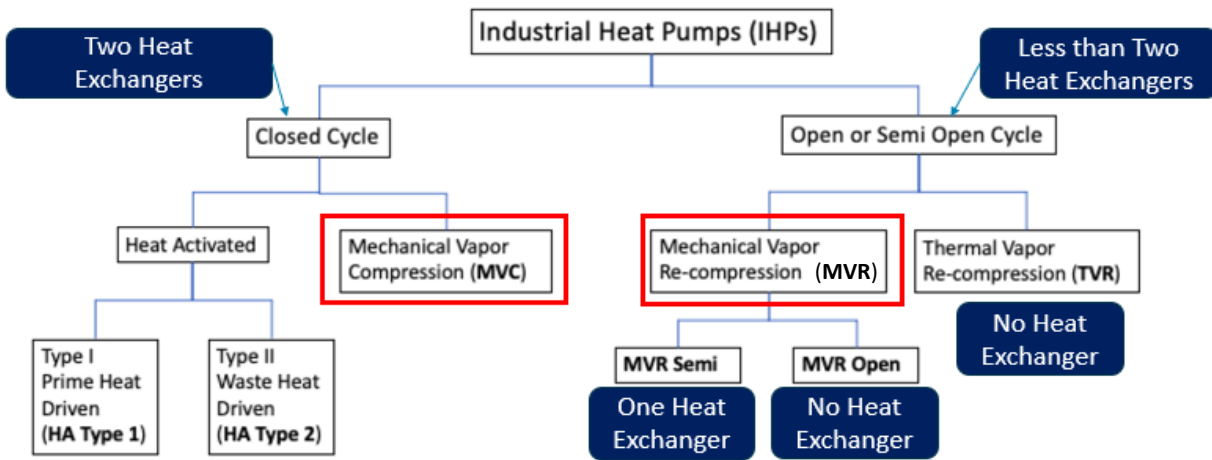 Industrial Heat Pumps (IHPs)
Two Heat
Exchangers
Less than Two
Heat Exchangers
Closed Cycle
Open or Semi Open Cycle
Heat Activated
Mechanical Vapor
Compression (MVC)
Mechanical Vapor
Re-compression (MVR)
Thermal Vapor
Re-compression (TVR)
No Heat
Exchanger
Type I
Prime Heat
Driven
(HA Type 1)
Type II
Waste Heat
Driven
(HA Type 2)
MVR Semi
MVR Open
One Heat
Exchanger
No Heat
Exchanger